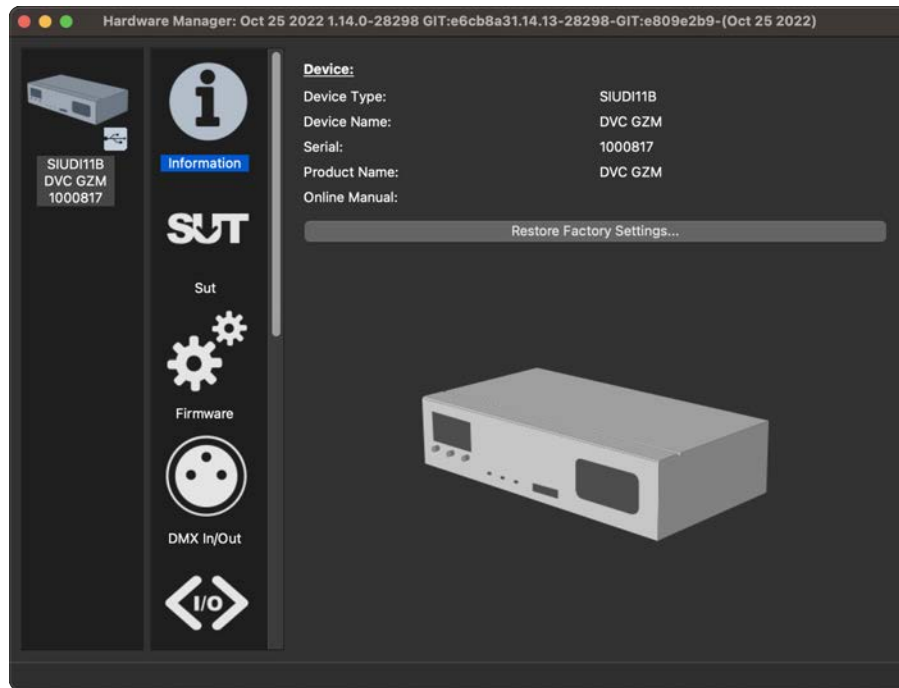 Hardware Manager: Oct 25 2022 1.14.0-28298 GIT:e6cb8a31.14.13-28298-GIT:e809e2b9-(Oct 25 2022)
SIUDI11B
DVC GZM
1000817
Information
SUT
Sut
Firmware
DMX In/Out
I/O
Device:
Device Type: SIUDI11B
Device Name: DVC GZM
Serial: 1000817
Product Name: DVC GZM
Online Manual:
Restore Factory Settings...